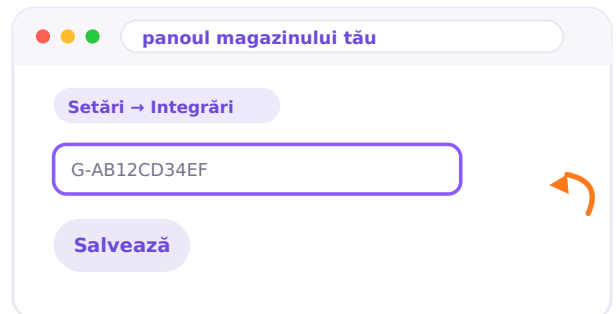 panoul magazinului tău
Setări → Integrări
G-AB12CD34EF
Salvează